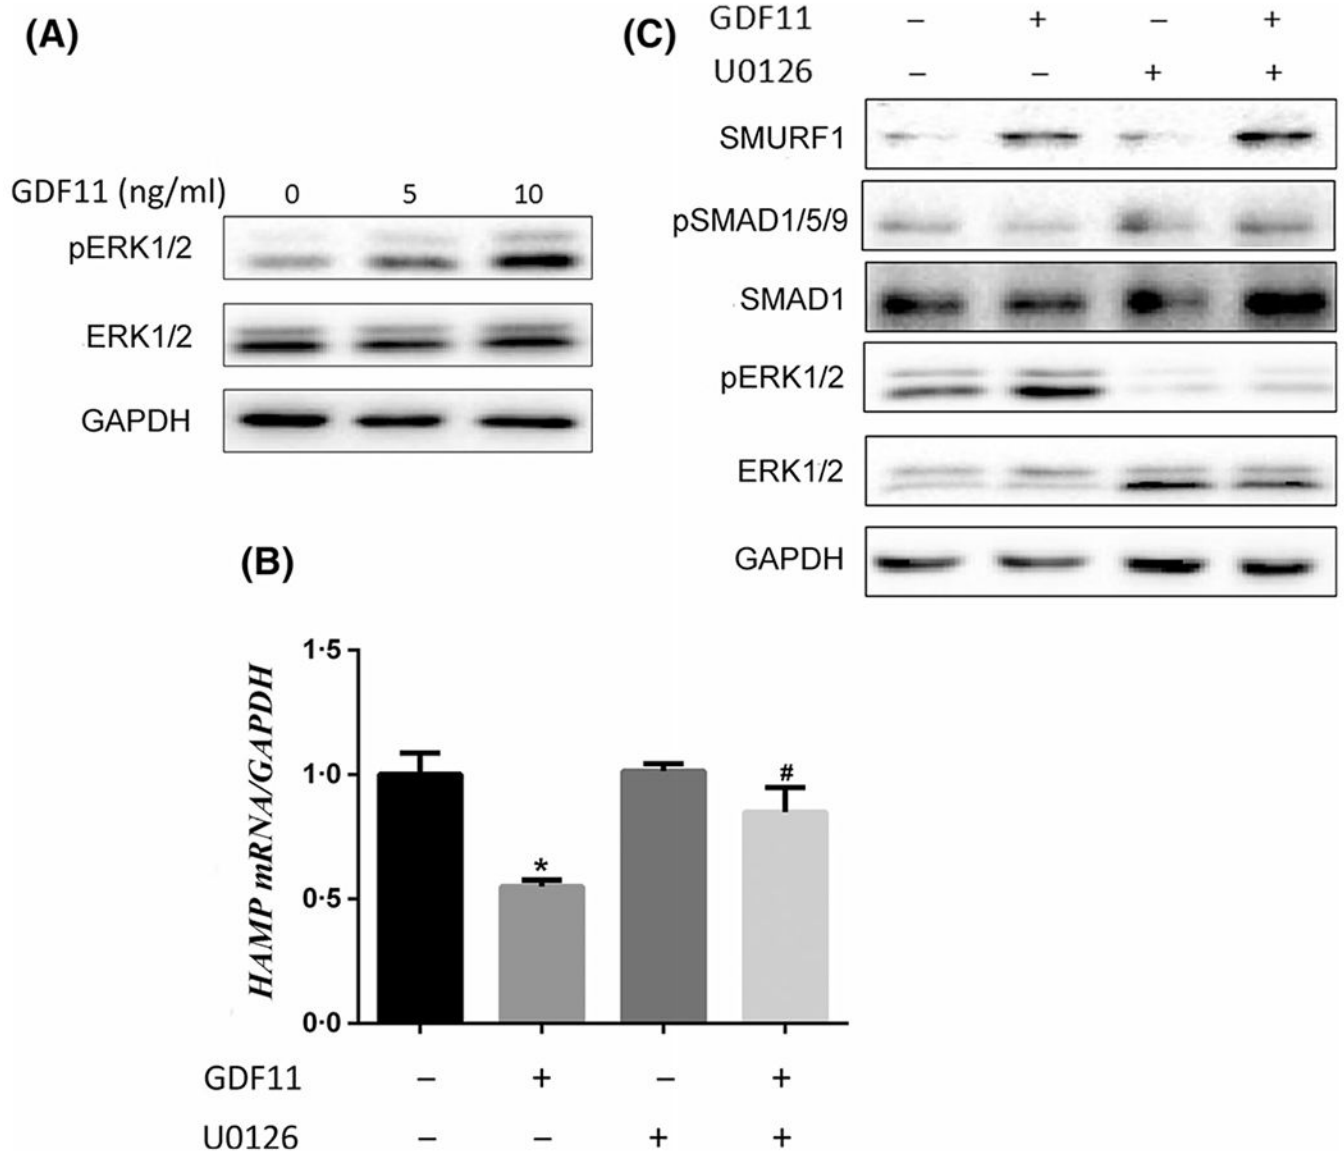 (A)
GDF11 (ng/ml) 0 5 10
pERK1/2
ERK1/2
GAPDH
(B)
1·5
1·0
0·5
0·0
HAMP mRNA/GAPDH
*
#
GDF11 – + – +
U0126 – – + +
(C)
GDF11 – + – +
U0126 – – + +
SMURF1
pSMAD1/5/9
SMAD1
pERK1/2
ERK1/2
GAPDH